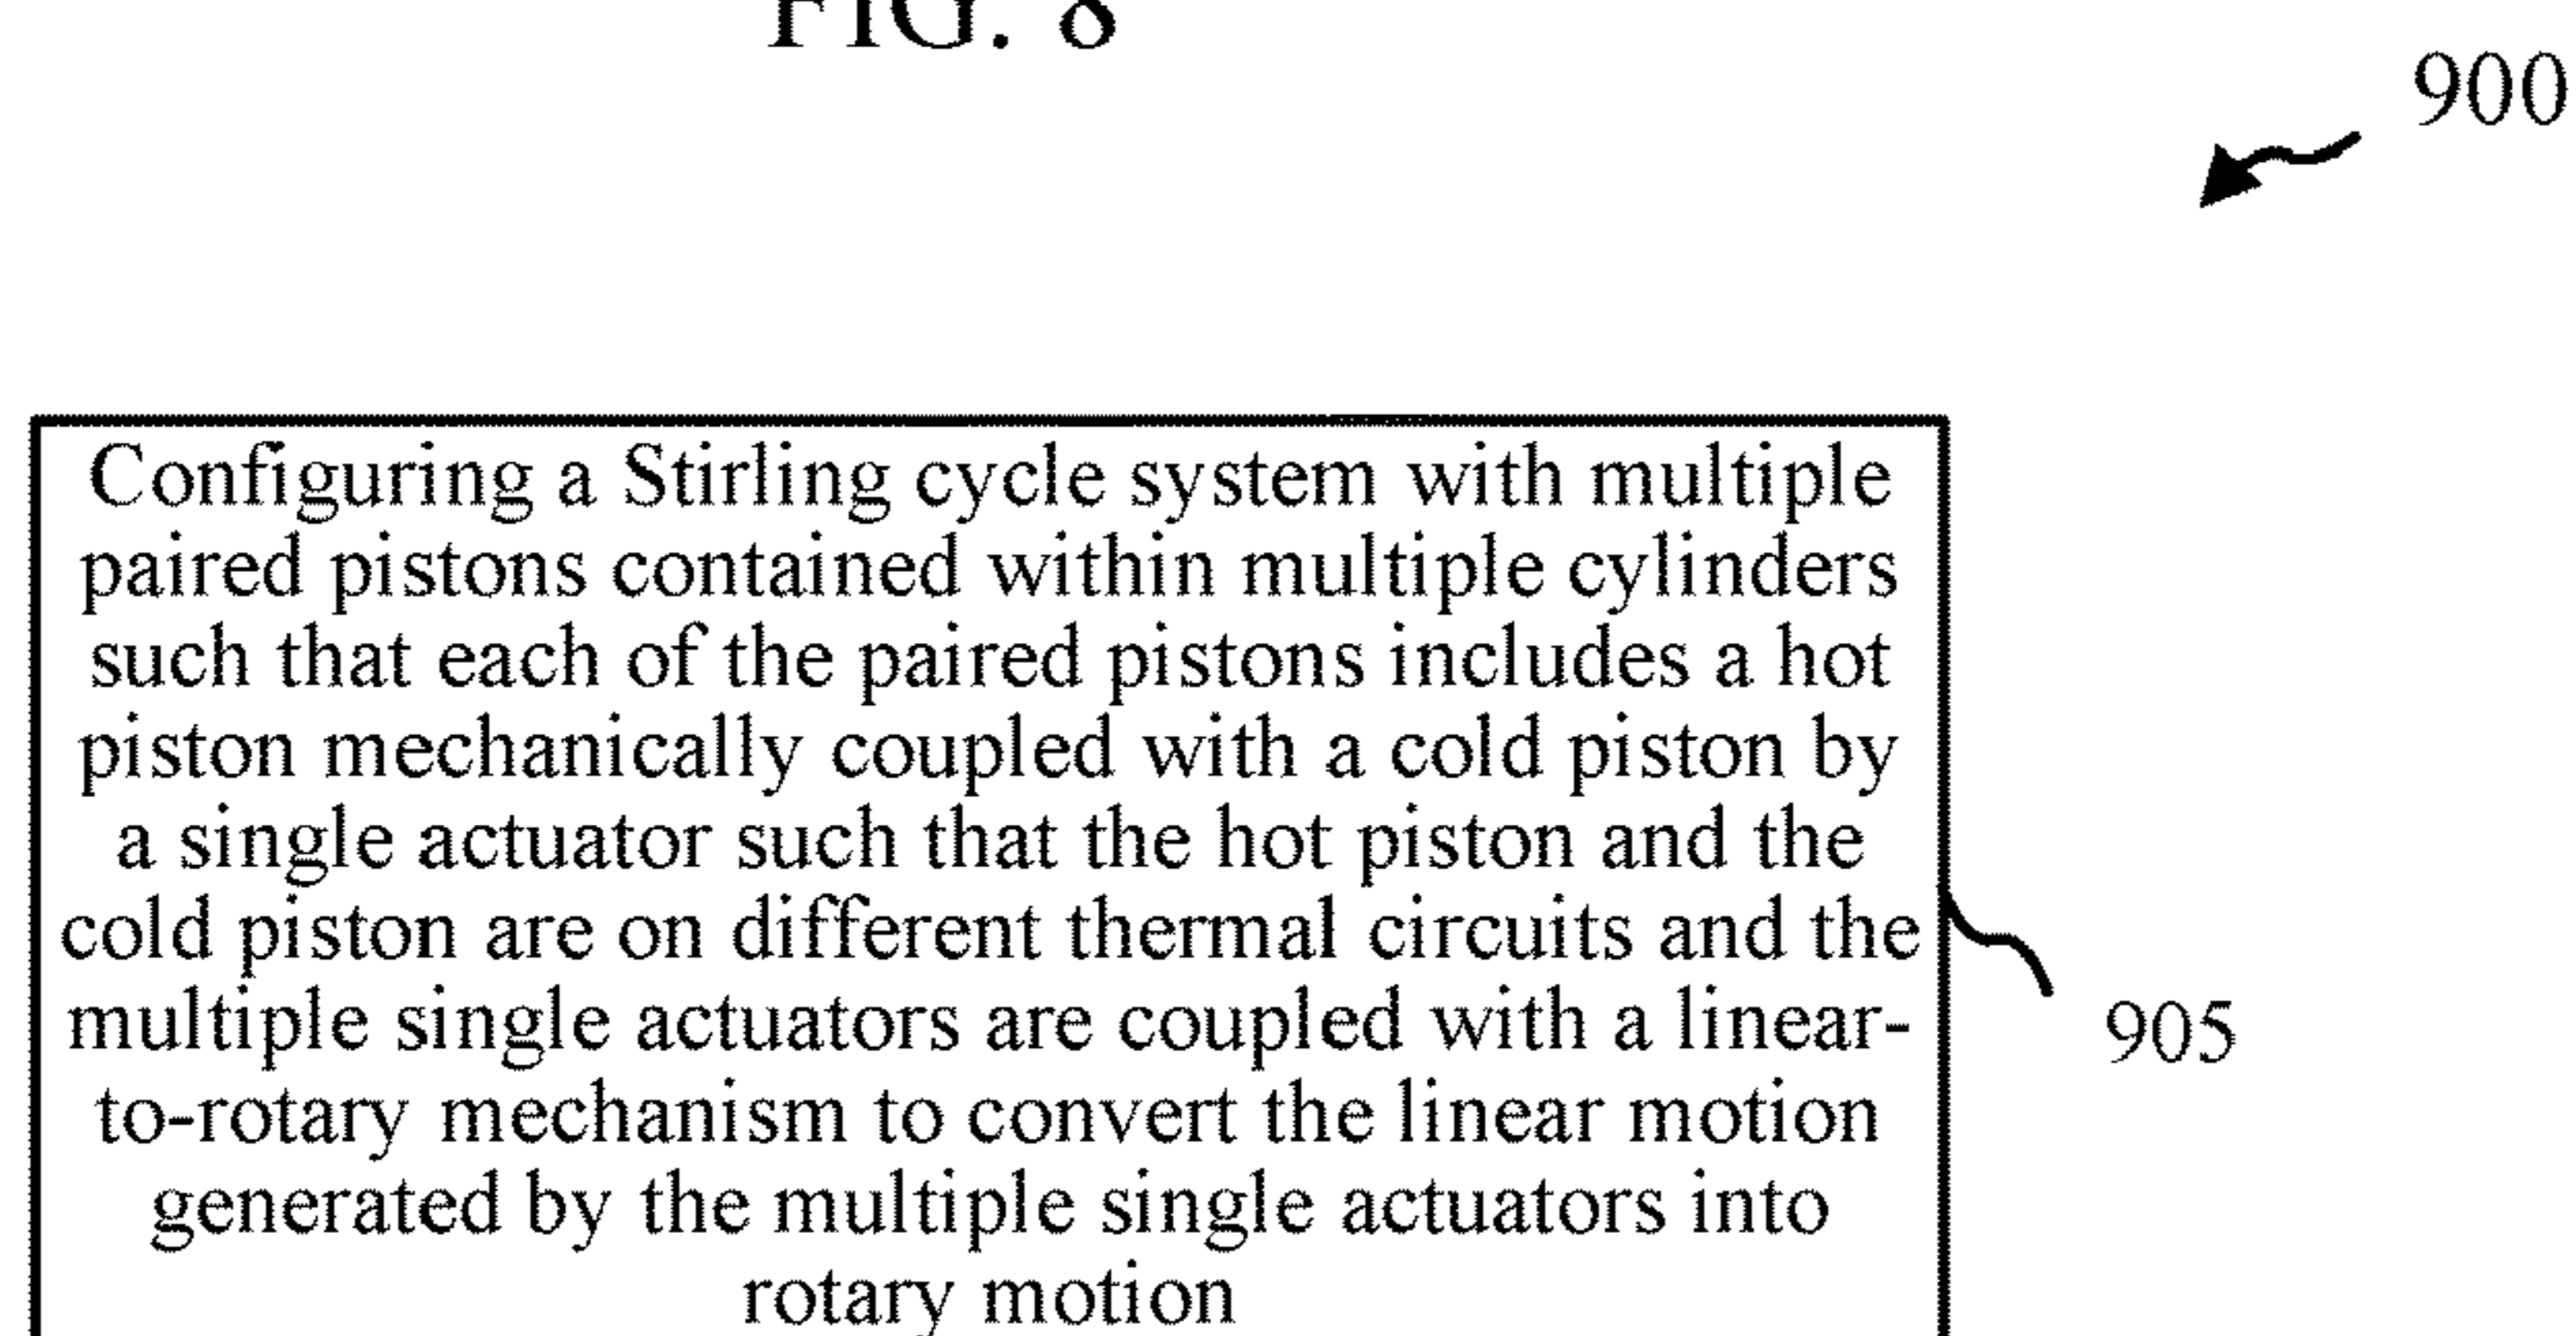 FIG. 8
900
Configuring a Stirling cycle system with multiple
paired pistons contained within multiple cylinders
such that each of the paired pistons includes a hot
piston mechanically coupled with a cold piston by
a single actuator such that the hot piston and the
cold piston are on different thermal circuits and the
multiple single actuators are coupled with a linear-
to-rotary mechanism to convert the linear motion
generated by the multiple single actuators into
rotary motion
905